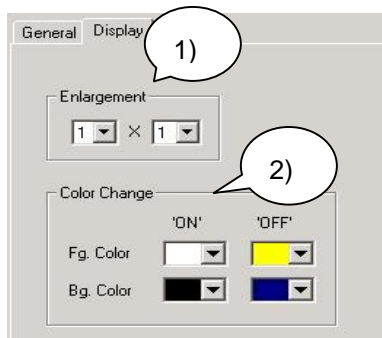 General Display
1)
Enlargement
1 X 1
2)
Color Change
'ON' 'OFF'
Fg. Color
Bg. Color